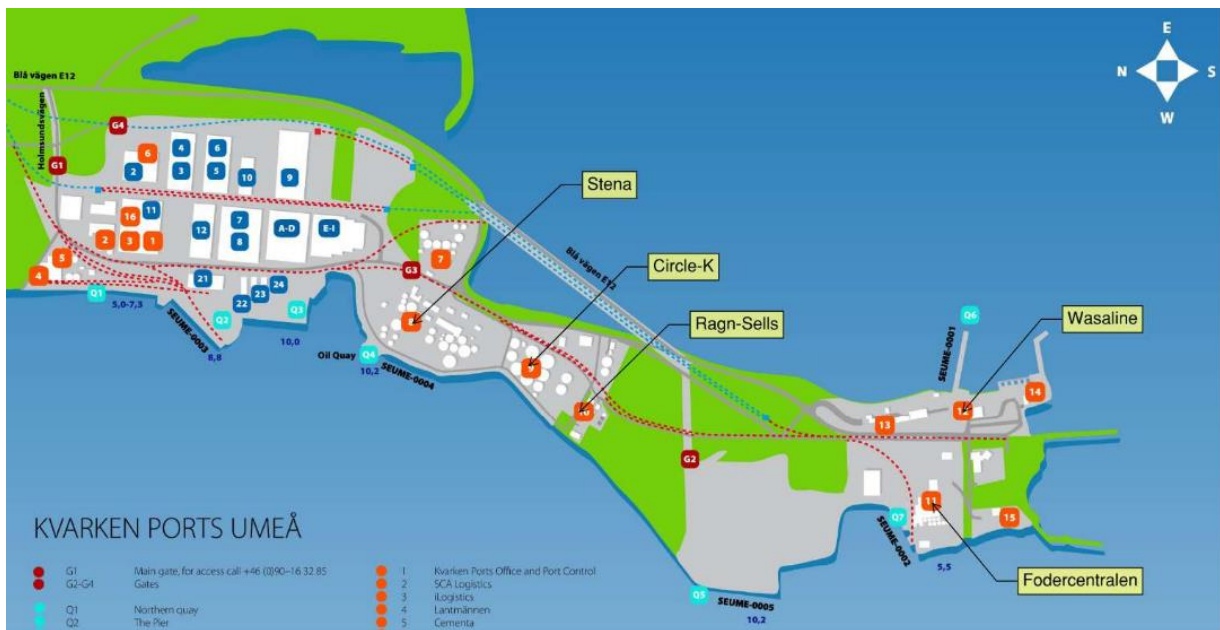 E
N
S
W
Blå vägen E12
Holmsundsvägen
G4
G1
6
2
4
3
6
5
10
9
16
11
2
3
1
12
7
8
A-D
E-I
5
4
Q1
5,0-7,3
SEUME-0003
21
22
23
24
Q2
8,8
Q3
10,0
G3
7
Stena
Oil Quay
Q4
10,2
SEUME-0004
Circle-K
Blå vägen E12
Ragn-Sells
G2
Q6
SEUME-0001
Wasaline
13
14
11
15
Q7
SEUME-0002
5,5
Fodercentralen
Q5
SEUME-0005
10,2
KVARKEN PORTS UMEÅ
G1 Main gate, for access call +46 (0)90–16 32 85
G2-G4 Gates
Q1 Northern quay
Q2 The Pier
1 Kvarken Ports Office and Port Control
2 SCA Logistics
3 iLogistics
4 Lantmännen
5 Cementa